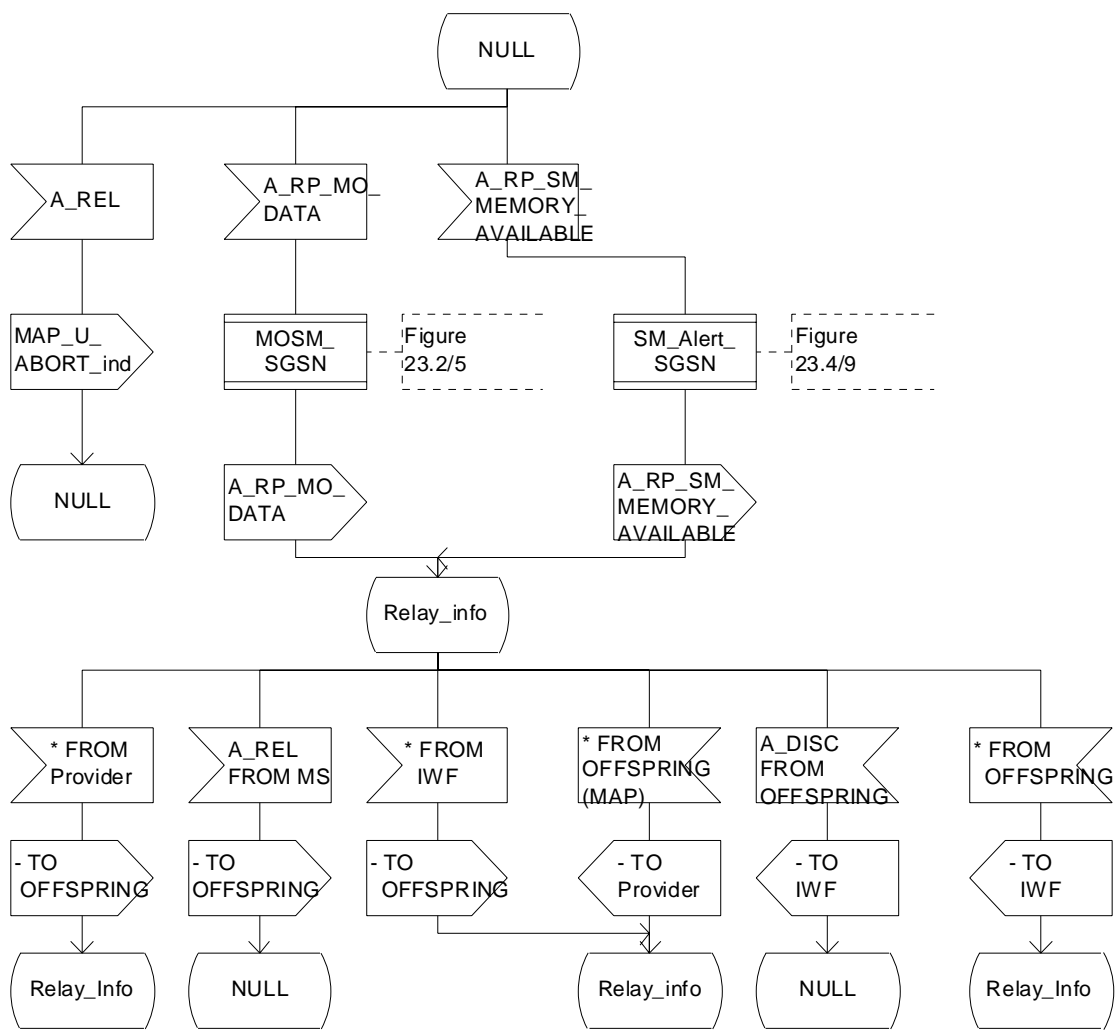 NULL
A_REL
A_RP_MO_
DATA
A_RP_SM_
MEMORY_
AVAILABLE
MAP_U_
ABORT_ind
MOSM_
SGSN
Figure
23.2/5
SM_Alert_
SGSN
Figure
23.4/9
NULL
A_RP_MO_
DATA
A_RP_SM_
MEMORY_
AVAILABLE
Relay_info
* FROM
Provider
A_REL
FROM MS
* FROM
IWF
* FROM
OFFSPRING
(MAP)
A_DISC
FROM
OFFSPRING
* FROM
OFFSPRING
- TO
OFFSPRING
- TO
OFFSPRING
- TO
OFFSPRING
- TO
Provider
- TO
IWF
- TO
IWF
Relay_Info
NULL
Relay_info
NULL
Relay_Info